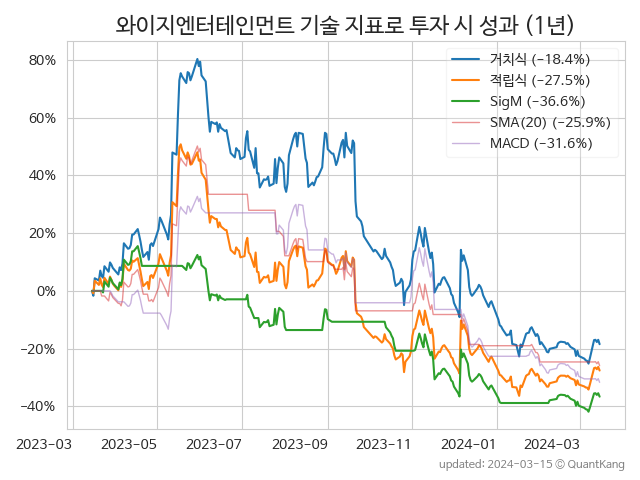 와이지엔터테인먼트 기술 지표로 투자 시 성과 (1년)
거치식 (−18.4%)
적립식 (−27.5%)
SigM (−36.6%)
SMA(20) (−25.9%)
MACD (−31.6%)
80%
60%
40%
20%
0%
−20%
−40%
2023−03 2023−05 2023−07 2023−09 2023−11 2024−01 2024−03
updated: 2024−03−15 ⓒ QuantKang